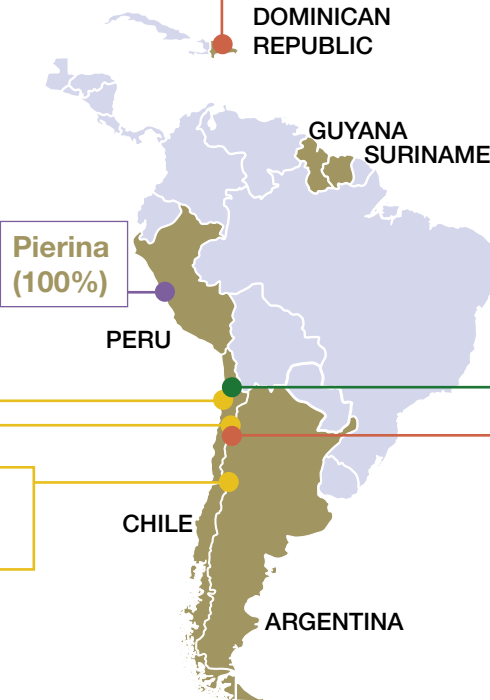 DOMINICAN
REPUBLIC
GUYANA
SURINAME
Pierina
(100%)
PERU
CHILE
ARGENTINA